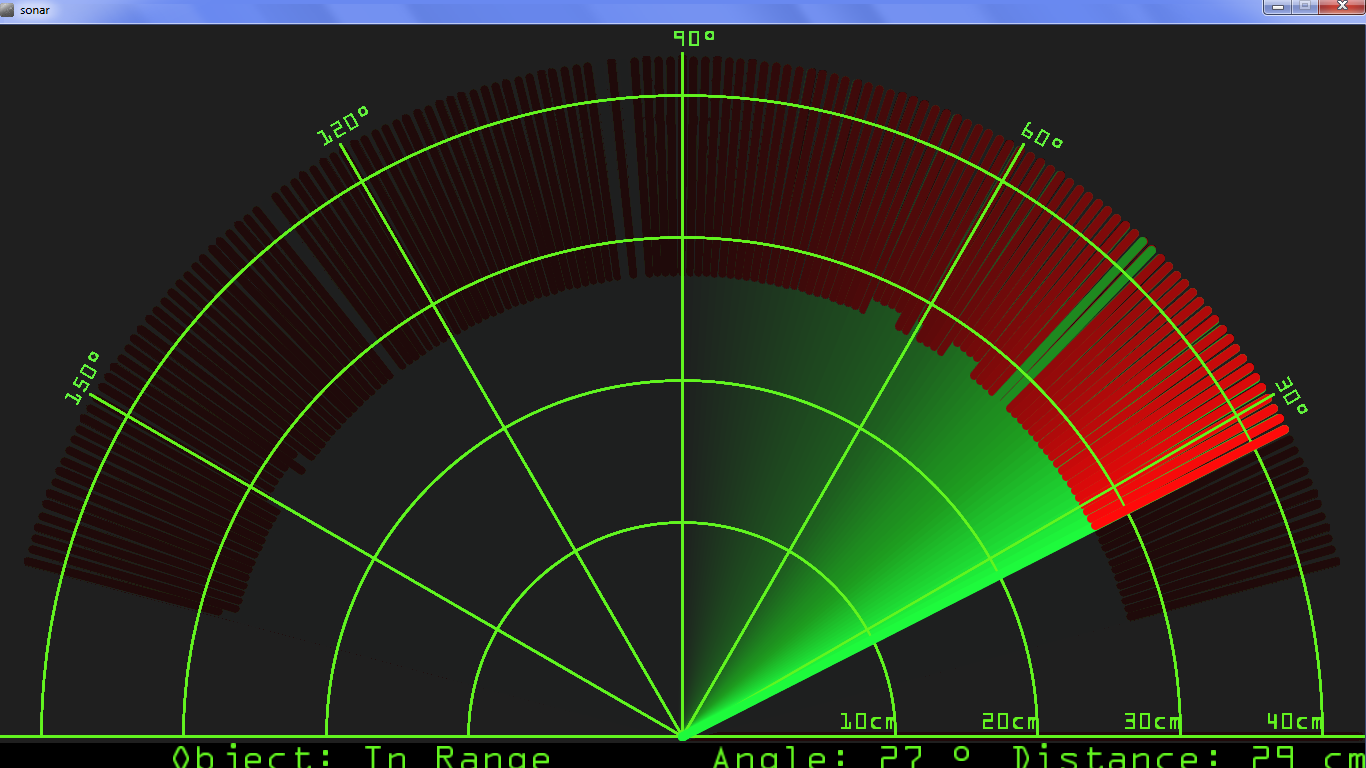 sonar
90°
120°
60°
150°
30°
10cm
20cm
30cm
40cm
Object: In Range
Angle: 27 °
Distance: 29 cm